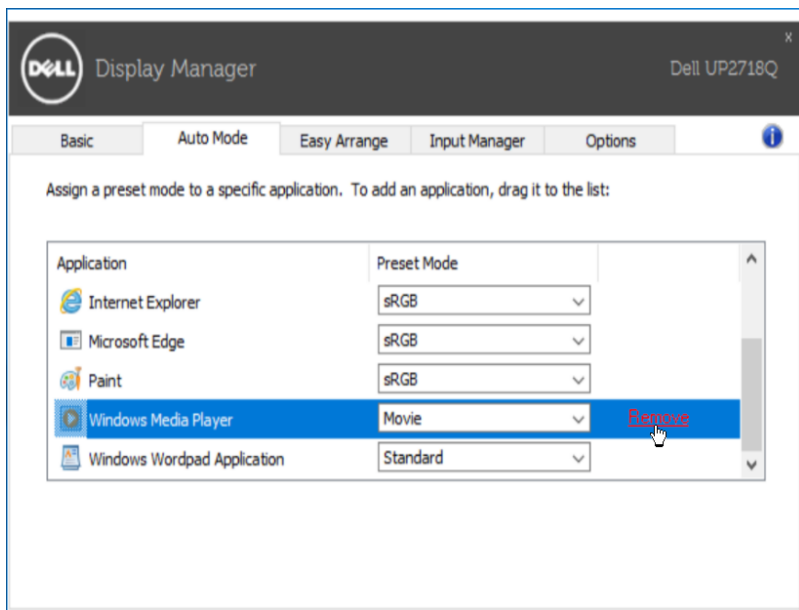 x
DELL Display Manager Dell UP2718Q
Basic Auto Mode Easy Arrange Input Manager Options i
Assign a preset mode to a specific application. To add an application, drag it to the list:
Application Preset Mode
Internet Explorer sRGB
Microsoft Edge sRGB
Paint sRGB
Windows Media Player Movie Remove
Windows Wordpad Application Standard